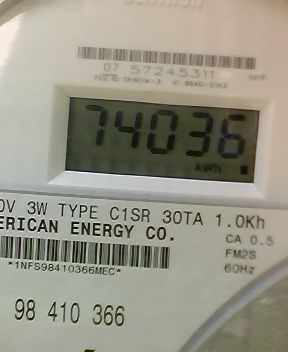 07 57245311
74036
kWh
0V 3W TYPE C1SR 30TA 1.0Kh
ERICAN ENERGY CO.
CA 0.5
FM2S
60Hz
*1NFS98410366MEC*
98 410 366